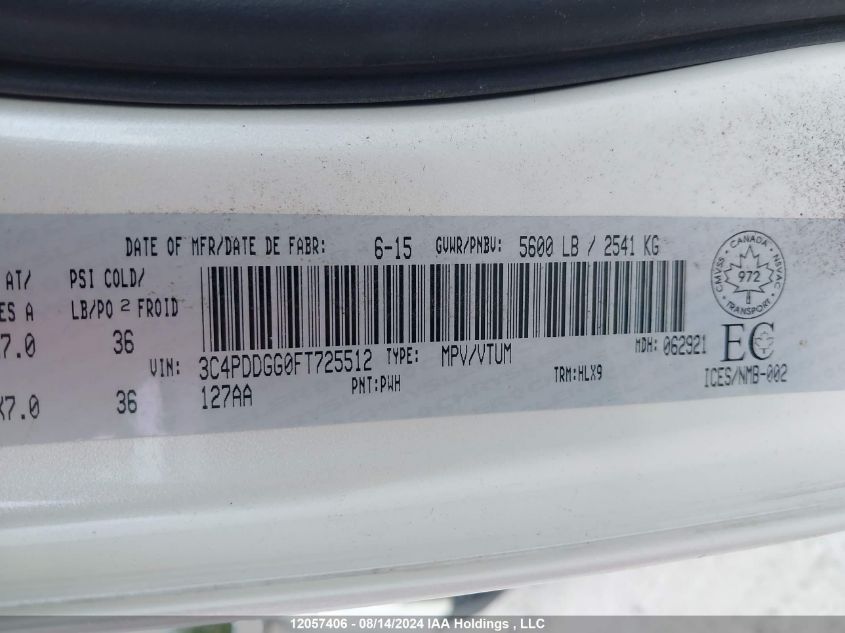 DATE OF MFR/DATE DE FABR: 6-15 GVWR/PNBV: 5600 LB / 2541 KG
AT/ PSI COLD/
ES A LB/PO 2 FROID
7.0 36
VIN: 3C4PDDGG0FT725512 TYPE: MPV/VTUM MDH: 062921
X7.0 36 127AA PNT:PWH TRM:HLX9
CMVSS - CANADA - NSVAC
972
TRANSPORT
EC
ICES/NMB-002
12057406 - 08/14/2024 IAA Holdings , LLC